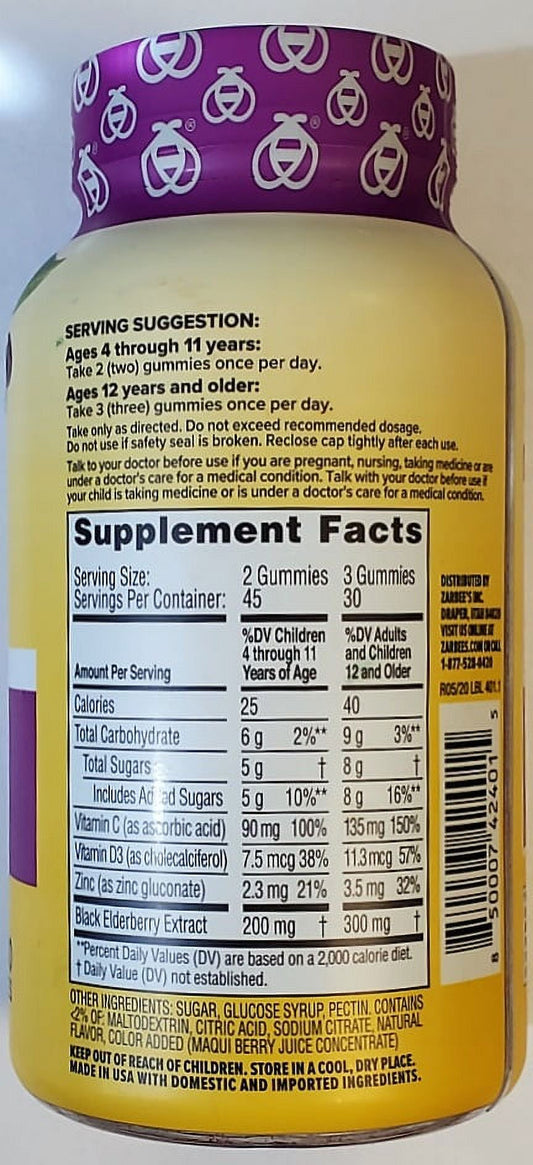 SERVING SUGGESTION:
Ages 4 through 11 years:
Take 2 (two) gummies once per day.
Ages 12 years and older:
Take 3 (three) gummies once per day.
Take only as directed. Do not exceed recommended dosage.
Do not use if safety seal is broken. Reclose cap tightly after each use.
Talk to your doctor before use if you are pregnant, nursing, taking medicine or are
under a doctor's care for a medical condition. Talk with your doctor before use if
your child is taking medicine or is under a doctor's care for a medical condition.
Supplement Facts
Serving Size: 2 Gummies 3 Gummies
Servings Per Container: 45 30
%DV Children %DV Adults
4 through 11 and Children
Amount Per Serving Years of Age 12 and Older
Calories 25 40
Total Carbohydrate 6 g 2%** 9 g 3%**
Total Sugars 5 g † 8 g †
Includes Added Sugars 5 g 10%** 8 g 16%**
Vitamin C (as ascorbic acid) 90 mg 100% 135 mg 150%
Vitamin D3 (as cholecalciferol) 7.5 mcg 38% 11.3 mcg 57%
Zinc (as zinc gluconate) 2.3 mg 21% 3.5 mg 32%
Black Elderberry Extract 200 mg † 300 mg †
**Percent Daily Values (DV) are based on a 2,000 calorie diet.
† Daily Value (DV) not established.
OTHER INGREDIENTS: SUGAR, GLUCOSE SYRUP, PECTIN. CONTAINS
<2% OF: MALTODEXTRIN, CITRIC ACID, SODIUM CITRATE, NATURAL
FLAVOR, COLOR ADDED (MAQUI BERRY JUICE CONCENTRATE)
KEEP OUT OF REACH OF CHILDREN. STORE IN A COOL, DRY PLACE.
MADE IN USA WITH DOMESTIC AND IMPORTED INGREDIENTS.
DISTRIBUTED BY
ZARBEE'S INC.
DRAPER, UTAH 84020
VISIT US ONLINE AT
ZARBEES.COM OR CALL
1-877-528-0420
R05/20 LBL 401.1
8 50007 42401 5